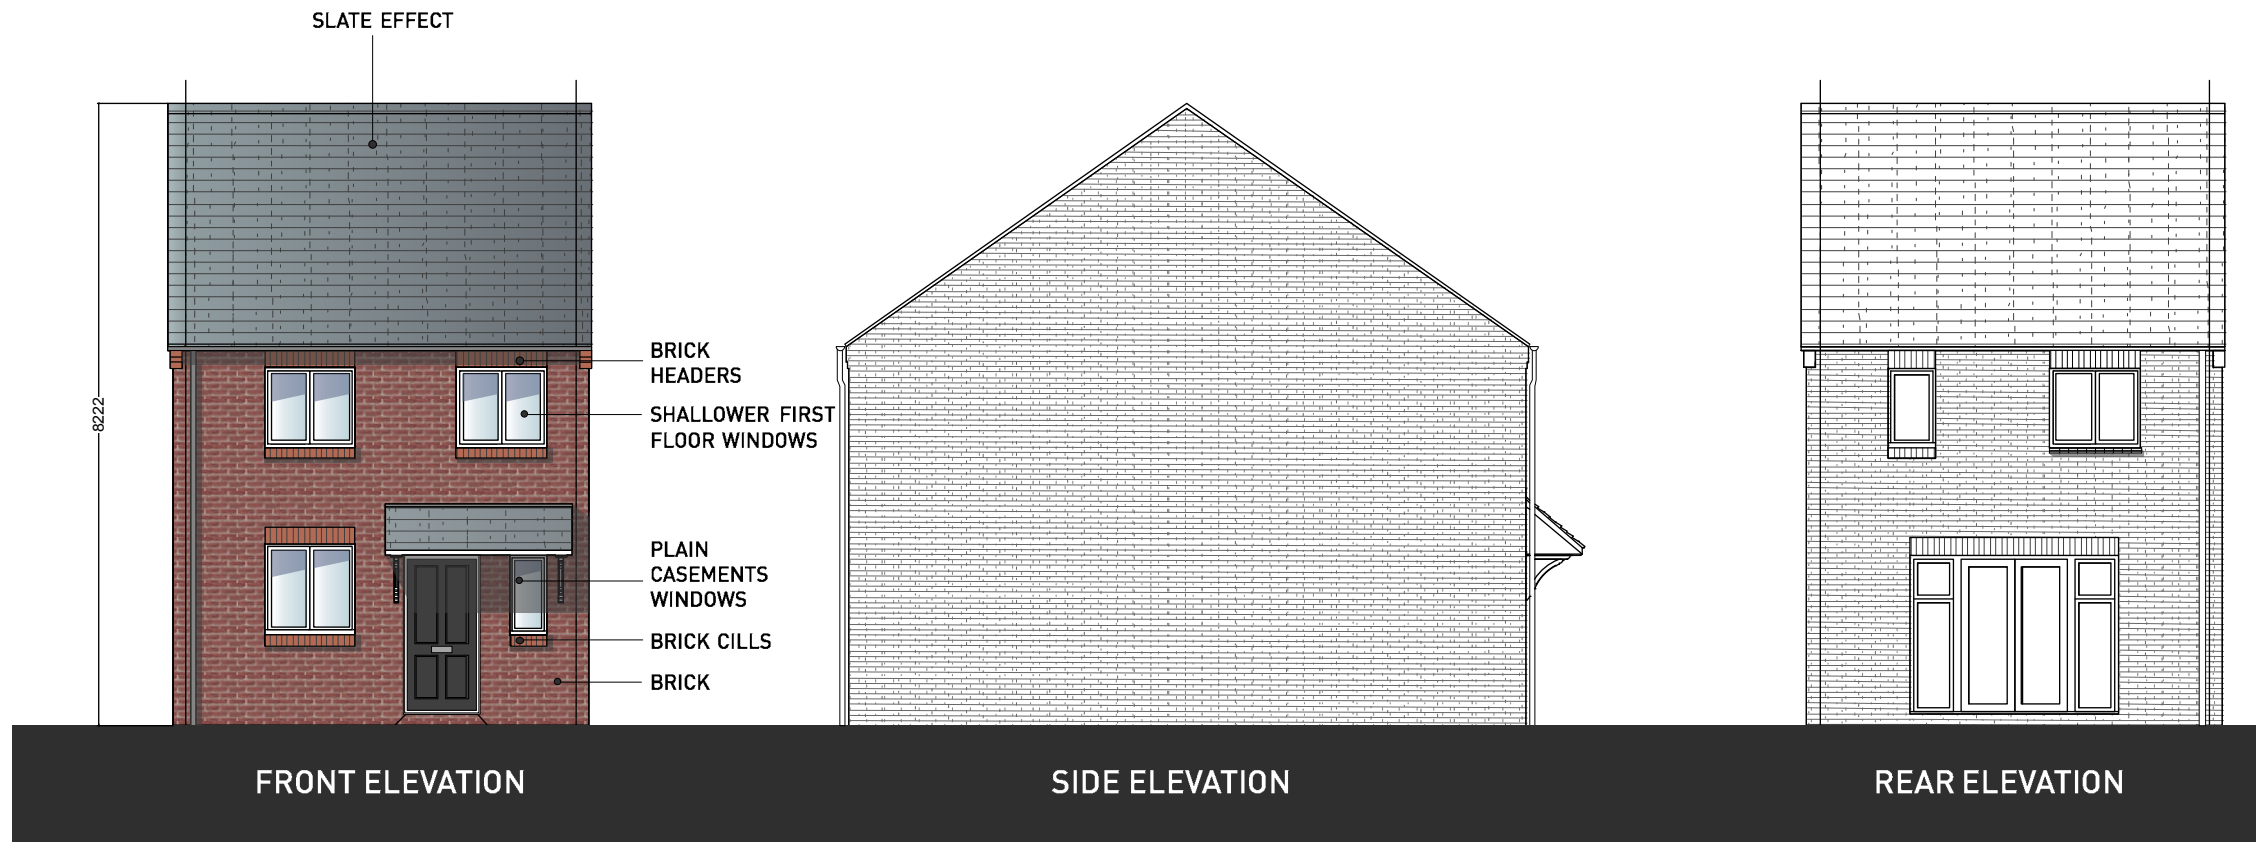 SLATE EFFECT
8222
BRICK
HEADERS
SHALLOWER FIRST
FLOOR WINDOWS
PLAIN
CASEMENTS
WINDOWS
BRICK CILLS
BRICK
FRONT ELEVATION
SIDE ELEVATION
REAR ELEVATION